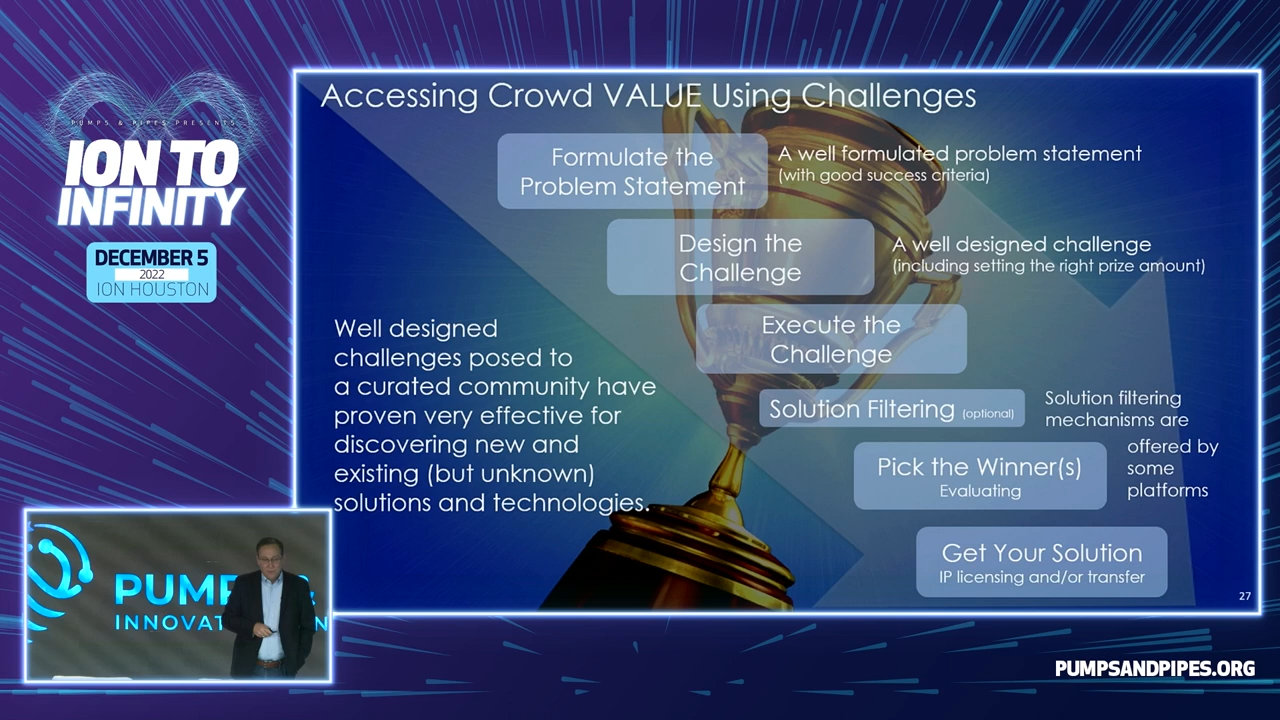 PUMPS & PIPES PRESENTS
ION TO
INFINITY
DECEMBER 5
2022
ION HOUSTON
Accessing Crowd VALUE Using Challenges
Formulate the
Problem Statement
A well formulated problem statement
(with good success criteria)
Design the
Challenge
A well designed challenge
(including setting the right prize amount)
Execute the
Challenge
Well designed
challenges posed to
a curated community have
proven very effective for
discovering new and
existing (but unknown)
solutions and technologies.
Solution Filtering (optional)
Solution filtering
mechanisms are
offered by
some
platforms
Pick the Winner(s)
Evaluating
Get Your Solution
IP licensing and/or transfer
27
PUMP
INNOVAT
N
PUMPSANDPIPES.ORG